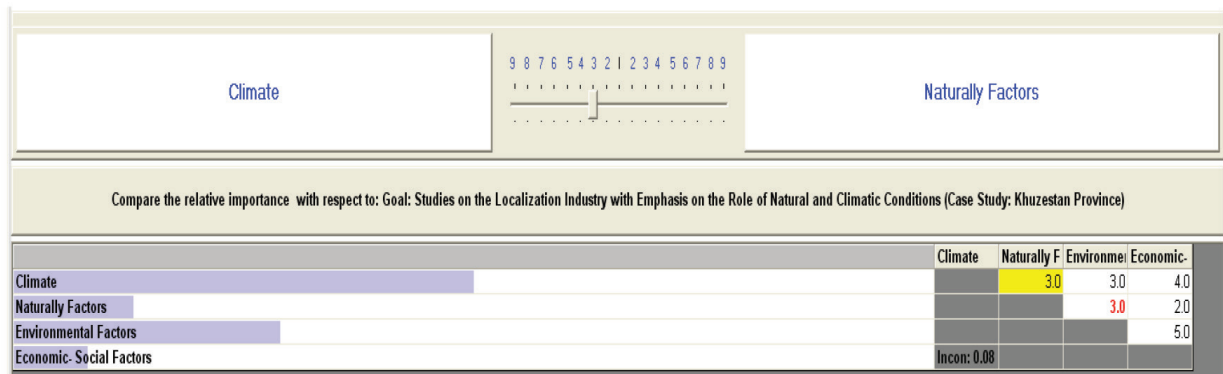 9 8 7 6 5 4 3 2 1 2 3 4 5 6 7 8 9
Climate
Naturally Factors
Compare the relative importance with respect to: Goal: Studies on the Localization Industry with Emphasis on the Role of Natural and Climatic Conditions (Case Study: Khuzestan Province)
Climate Naturally F Environme Economic-
Climate 3.0 3.0 4.0
Naturally Factors 3.0 2.0
Environmental Factors 5.0
Economic- Social Factors Incon: 0.08